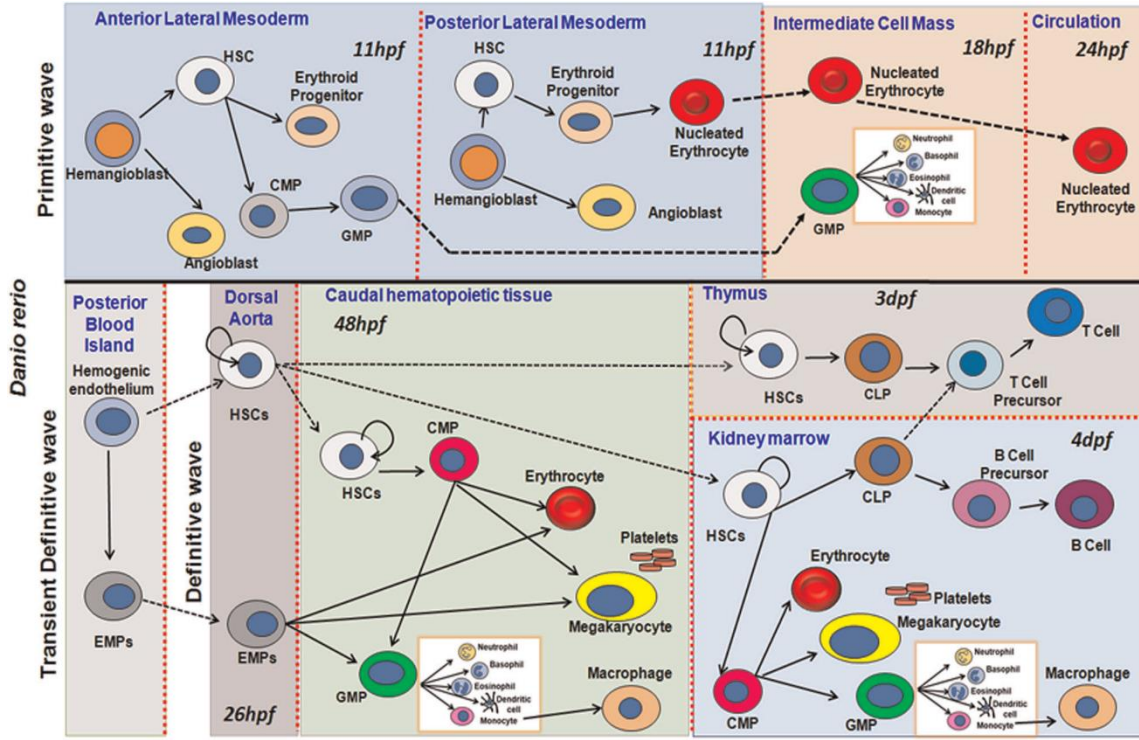 Danio rerio
Primitive wave
Anterior Lateral Mesoderm
11hpf
HSC
Erythroid
Progenitor
Hemangioblast
CMP
GMP
Angioblast
Posterior Lateral Mesoderm
11hpf
HSC
Erythroid
Progenitor
Nucleated
Erythrocyte
Hemangioblast
Angioblast
Intermediate Cell Mass
18hpf
Nucleated
Erythrocyte
GMP
Neutrophil
Basophil
Eosinophil
Dendritic
cell
Monocyte
Circulation
24hpf
Nucleated
Erythrocyte
Transient Definitive wave
Posterior
Blood
Island
Hemogenic
endothelium
EMPs
Definitive wave
Dorsal
Aorta
HSCs
EMPs
26hpf
Caudal hematopoietic tissue
48hpf
HSCs
CMP
Erythrocyte
Platelets
Megakaryocyte
GMP
Neutrophil
Basophil
Eosinophil
Dendritic
cell
Monocyte
Macrophage
Thymus
3dpf
HSCs
CLP
T Cell
Precursor
T Cell
Kidney marrow
4dpf
HSCs
CLP
B Cell
Precursor
B Cell
Erythrocyte
Platelets
Megakaryocyte
CMP
GMP
Neutrophil
Basophil
Eosinophil
Dendritic
cell
Monocyte
Macrophage